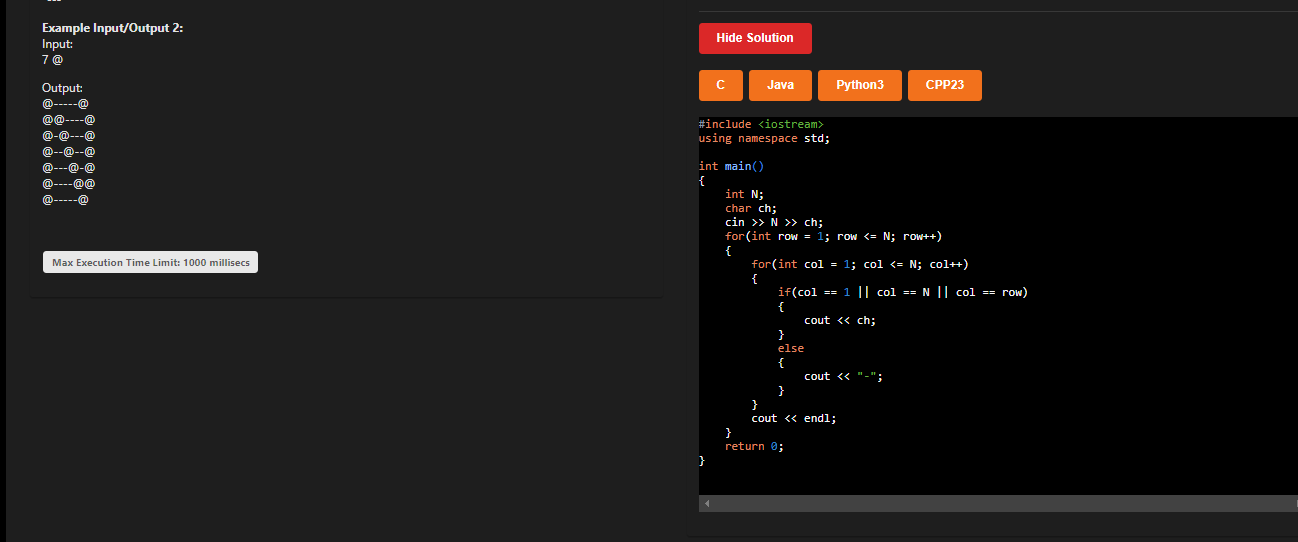 Example Input/Output 2:
Input:
7 @
Output:
@-----@
@@----@
@-@---@
@--@--@
@---@-@
@----@@
@-----@
Max Execution Time Limit: 1000 millisecs
Hide Solution
C
Java
Python3
CPP23
#include <iostream>
using namespace std;

int main()
{
    int N;
    char ch;
    cin >> N >> ch;
    for(int row = 1; row <= N; row++)
    {
        for(int col = 1; col <= N; col++)
        {
            if(col == 1 || col == N || col == row)
            {
                cout << ch;
            }
            else
            {
                cout << "-";
            }
        }
        cout << endl;
    }
    return 0;
}